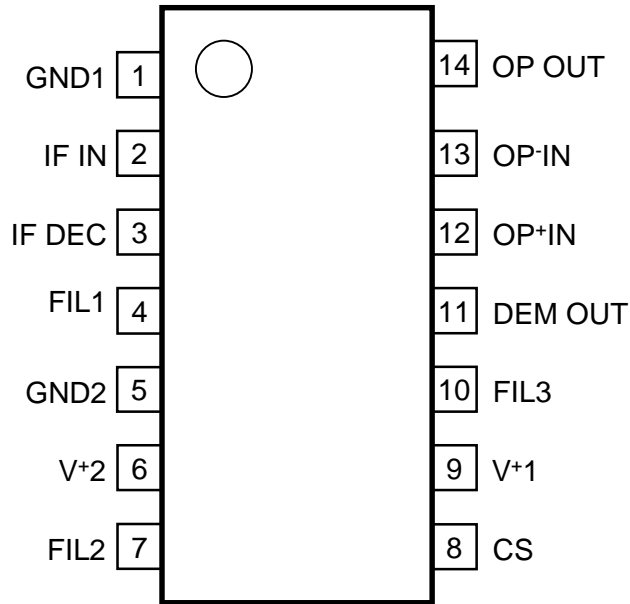 GND1 1 14 OP OUT
IF IN 2 13 OP⁻IN
IF DEC 3 12 OP⁺IN
FIL1 4 11 DEM OUT
GND2 5 10 FIL3
V⁺2 6 9 V⁺1
FIL2 7 8 CS